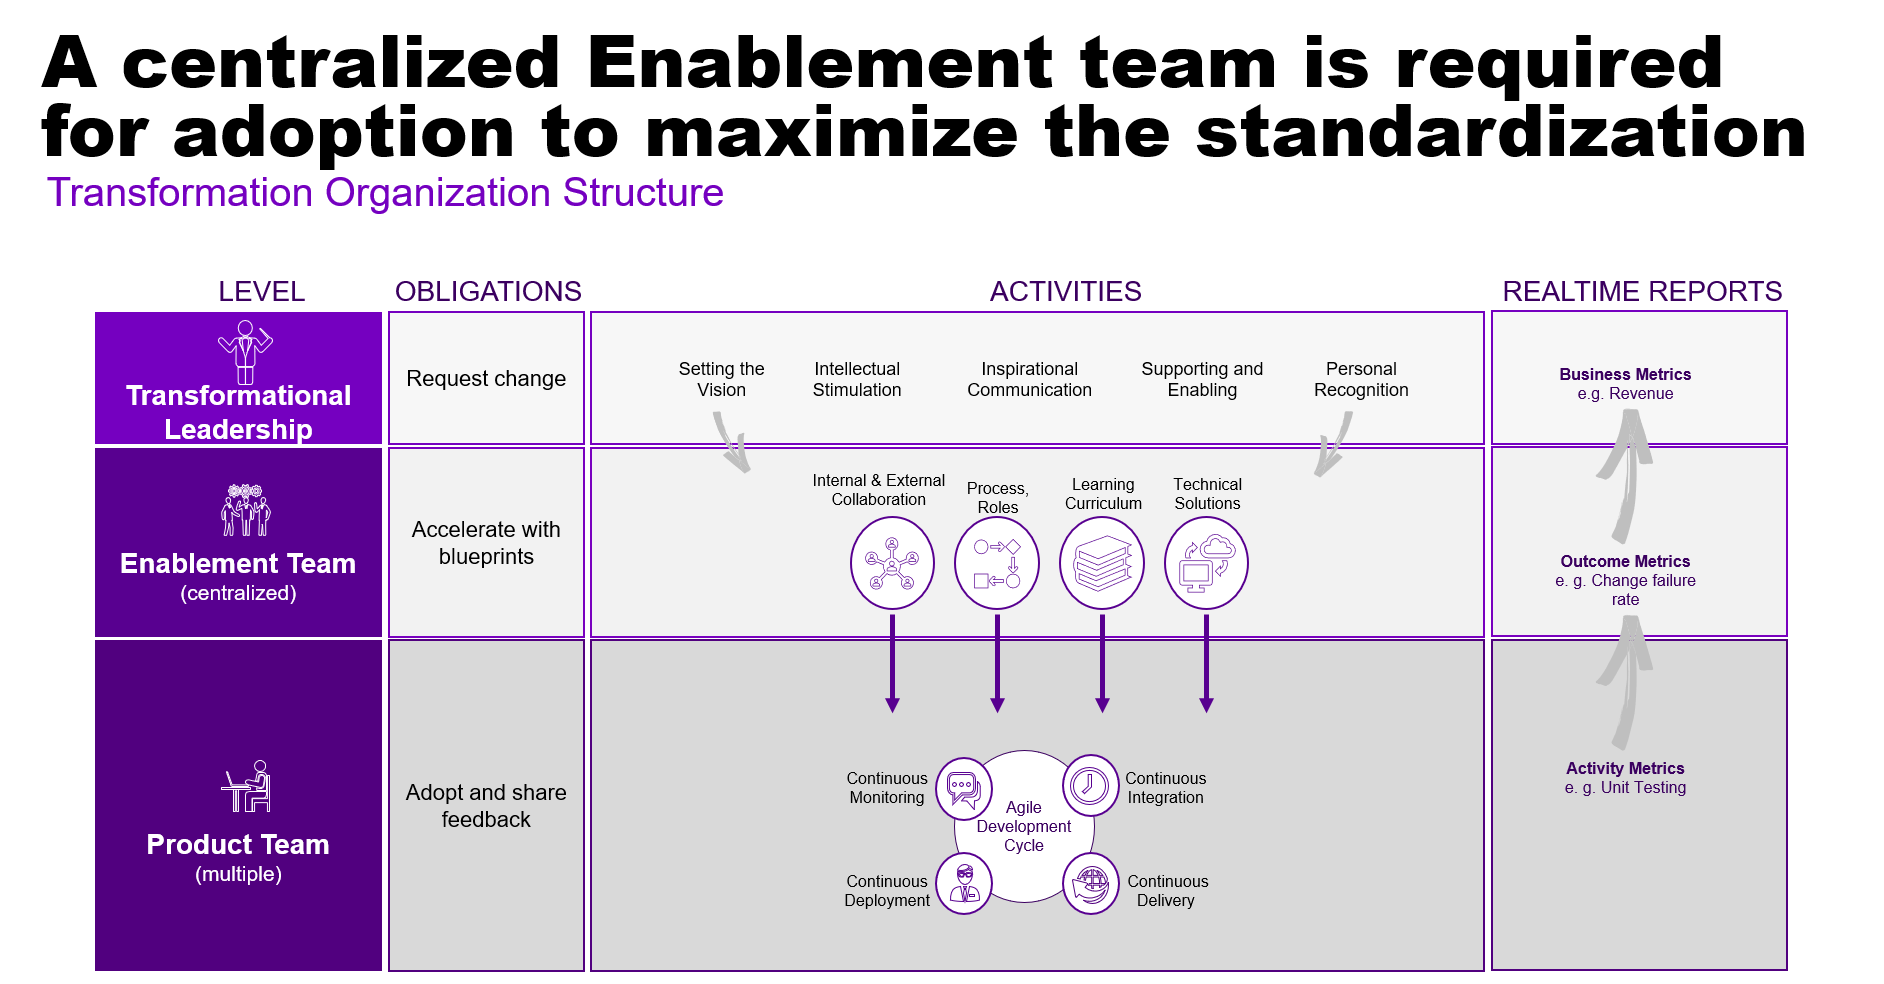 A centralized Enablement team is required
for adoption to maximize the standardization
Transformation Organization Structure
LEVEL
OBLIGATIONS
ACTIVITIES
REALTIME REPORTS
Transformational
Leadership
Request change
Setting the
Vision
Intellectual
Stimulation
Inspirational
Communication
Supporting and
Enabling
Personal
Recognition
Business Metrics
e.g. Revenue
Enablement Team
(centralized)
Accelerate with
blueprints
Internal & External
Collaboration
Process,
Roles
Learning
Curriculum
Technical
Solutions
Outcome Metrics
e. g. Change failure
rate
Product Team
(multiple)
Adopt and share
feedback
Continuous
Monitoring
Continuous
Integration
Agile
Development
Cycle
Continuous
Deployment
Continuous
Delivery
Activity Metrics
e. g. Unit Testing